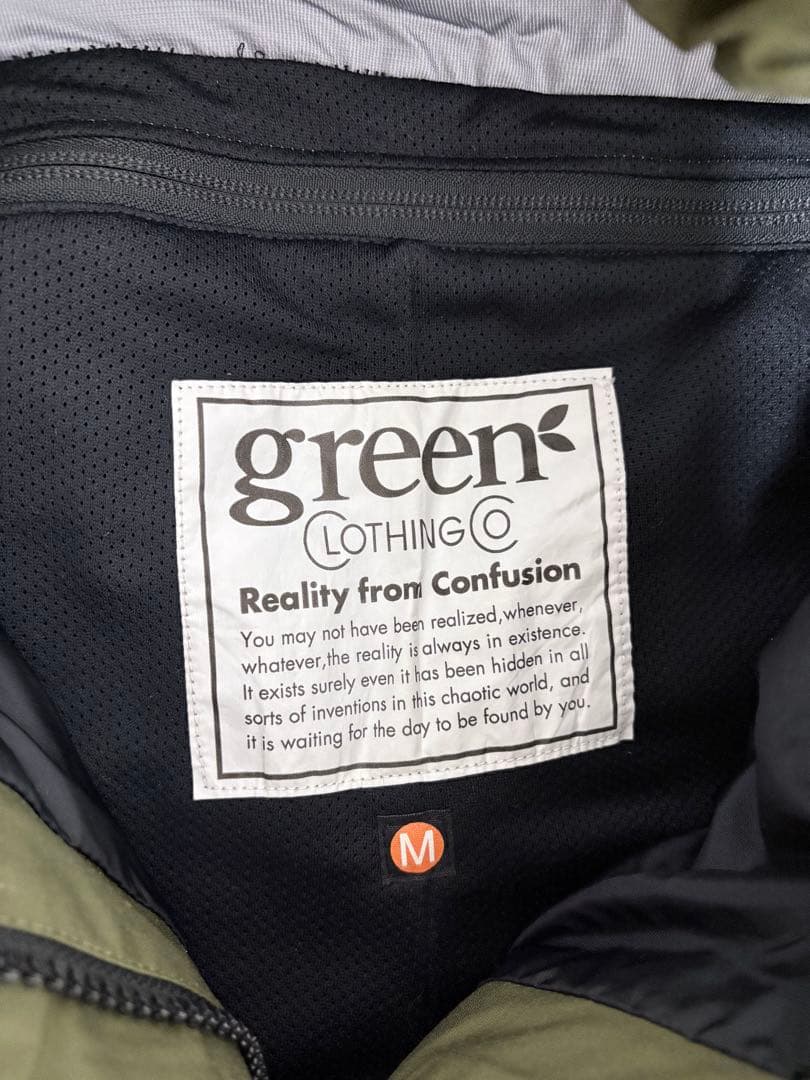 green
CLOTHING CO
Reality from Confusion
You may not have been realized,whenever,
whatever,the reality is always in existence.
It exists surely even it has been hidden in all
sorts of inventions in this chaotic world, and
it is waiting for the day to be found by you.
M